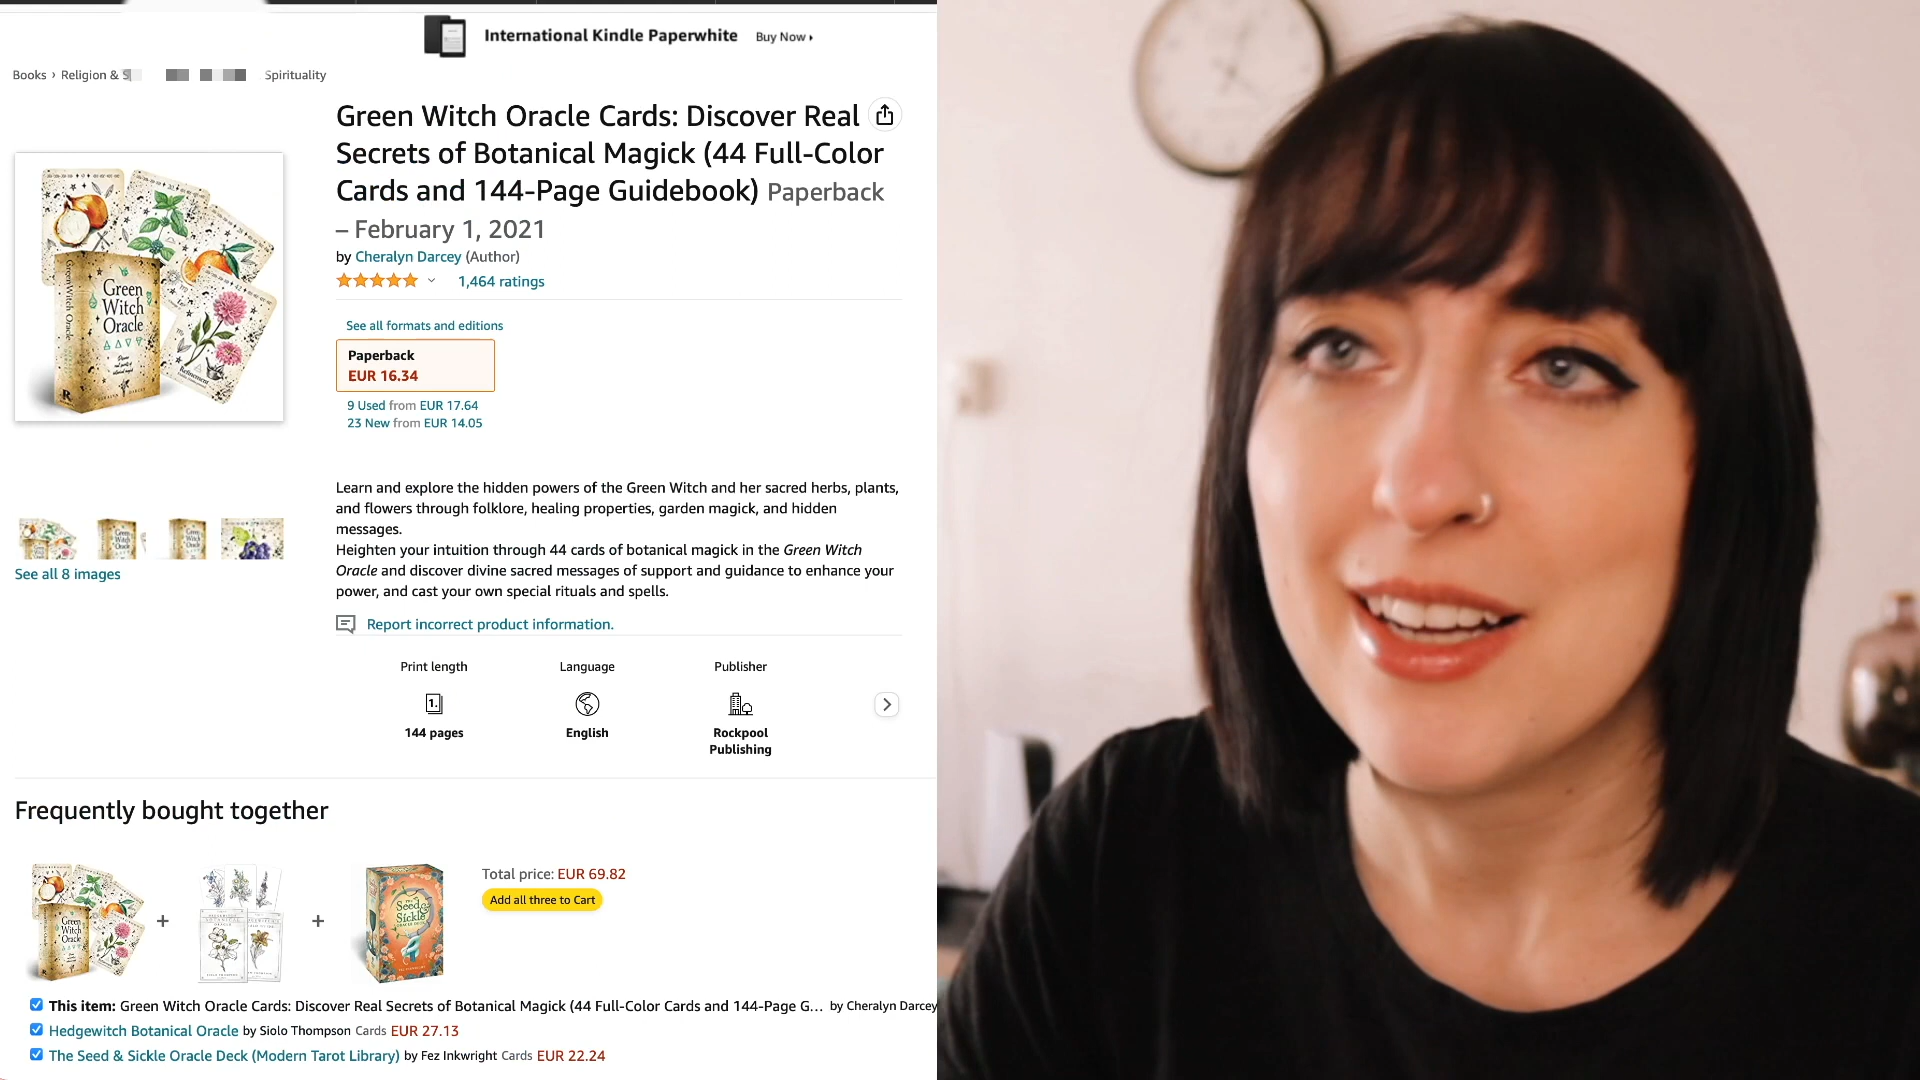 International Kindle Paperwhite Buy Now
Books › Religion & Spirituality
Green Witch Oracle Cards: Discover Real
Secrets of Botanical Magick (44 Full-Color
Cards and 144-Page Guidebook) Paperback
– February 1, 2021
by Cheralyn Darcey (Author)
1,464 ratings
See all formats and editions
Paperback
EUR 16.34
9 Used from EUR 17.64
23 New from EUR 14.05
Green
Witch
Oracle
Green Witch Oracle
Refinement
See all 8 images
Learn and explore the hidden powers of the Green Witch and her sacred herbs, plants,
and flowers through folklore, healing properties, garden magick, and hidden
messages.
Heighten your intuition through 44 cards of botanical magick in the Green Witch
Oracle and discover divine sacred messages of support and guidance to enhance your
power, and cast your own special rituals and spells.
Report incorrect product information.
Print length Language Publisher
1.
144 pages English Rockpool
Publishing
Frequently bought together
Green
Witch
Oracle
Seed &
Sickle
Total price: EUR 69.82
Add all three to Cart
This item: Green Witch Oracle Cards: Discover Real Secrets of Botanical Magick (44 Full-Color Cards and 144-Page G... by Cheralyn Darcey
Hedgewitch Botanical Oracle by Siolo Thompson Cards EUR 27.13
The Seed & Sickle Oracle Deck (Modern Tarot Library) by Fez Inkwright Cards EUR 22.24